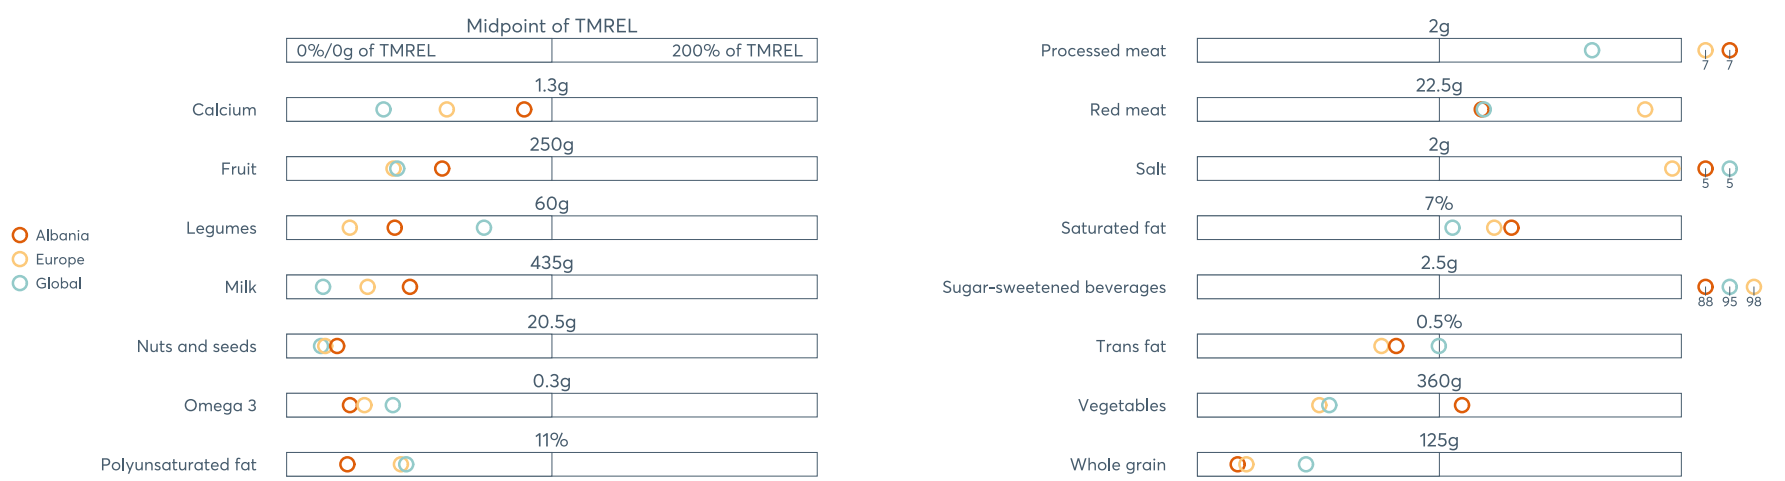 Midpoint of TMREL
0%/0g of TMREL 200% of TMREL
Calcium 1.3g
Fruit 250g
Legumes 60g
Milk 435g
Nuts and seeds 20.5g
Omega 3 0.3g
Polyunsaturated fat 11%
Albania
Europe
Global
Processed meat 2g
7 7
Red meat 22.5g
Salt 2g
5 5
Saturated fat 7%
Sugar-sweetened beverages 2.5g
88 95 98
Trans fat 0.5%
Vegetables 360g
Whole grain 125g